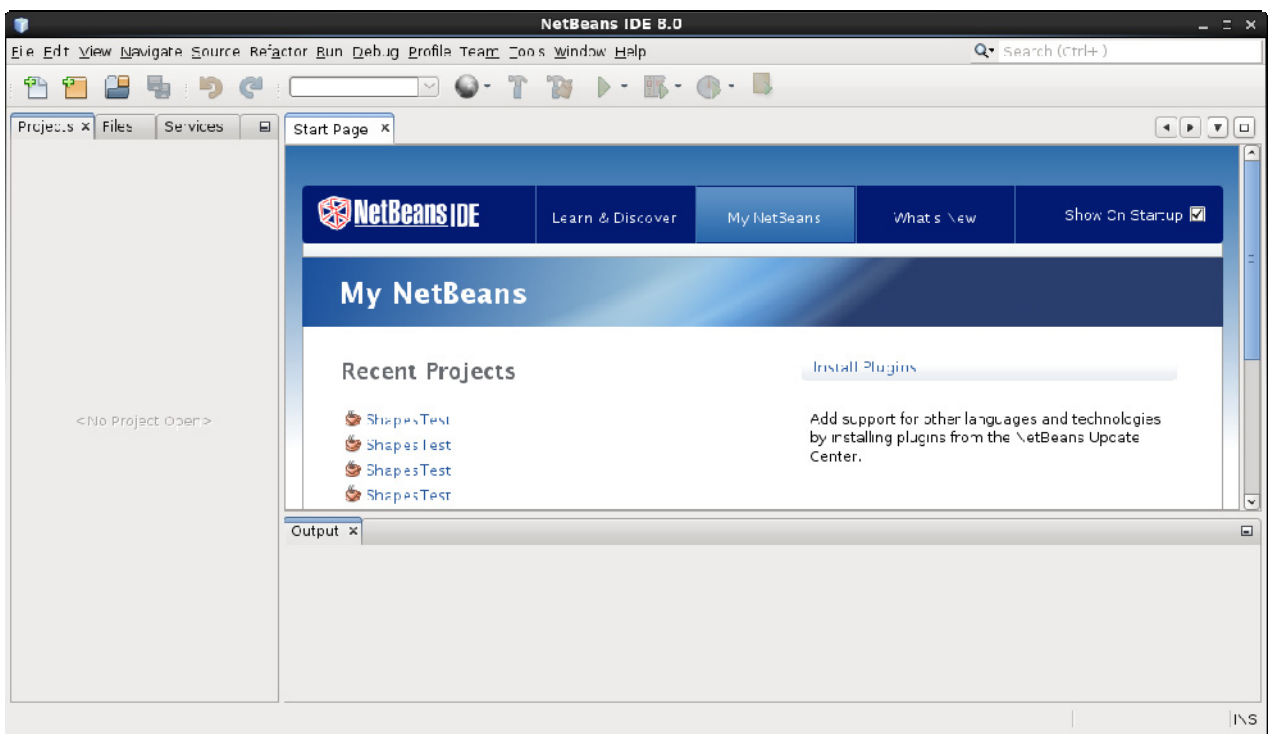 NetBeans IDE 8.0
File Edit View Navigate Source Refactor Run Debug Profile Team Tools Window Help
Search (Ctrl+I)
Projects Files Services
Start Page
NetBeans IDE
Learn & Discover
My NetBeans
What's New
Show On Startup
My NetBeans
Recent Projects
Install Plugins
<No Project Open>
ShapesTest
ShapesTest
ShapesTest
ShapesTest
Add support for other languages and technologies
by installing plugins from the NetBeans Update
Center.
Output
INS